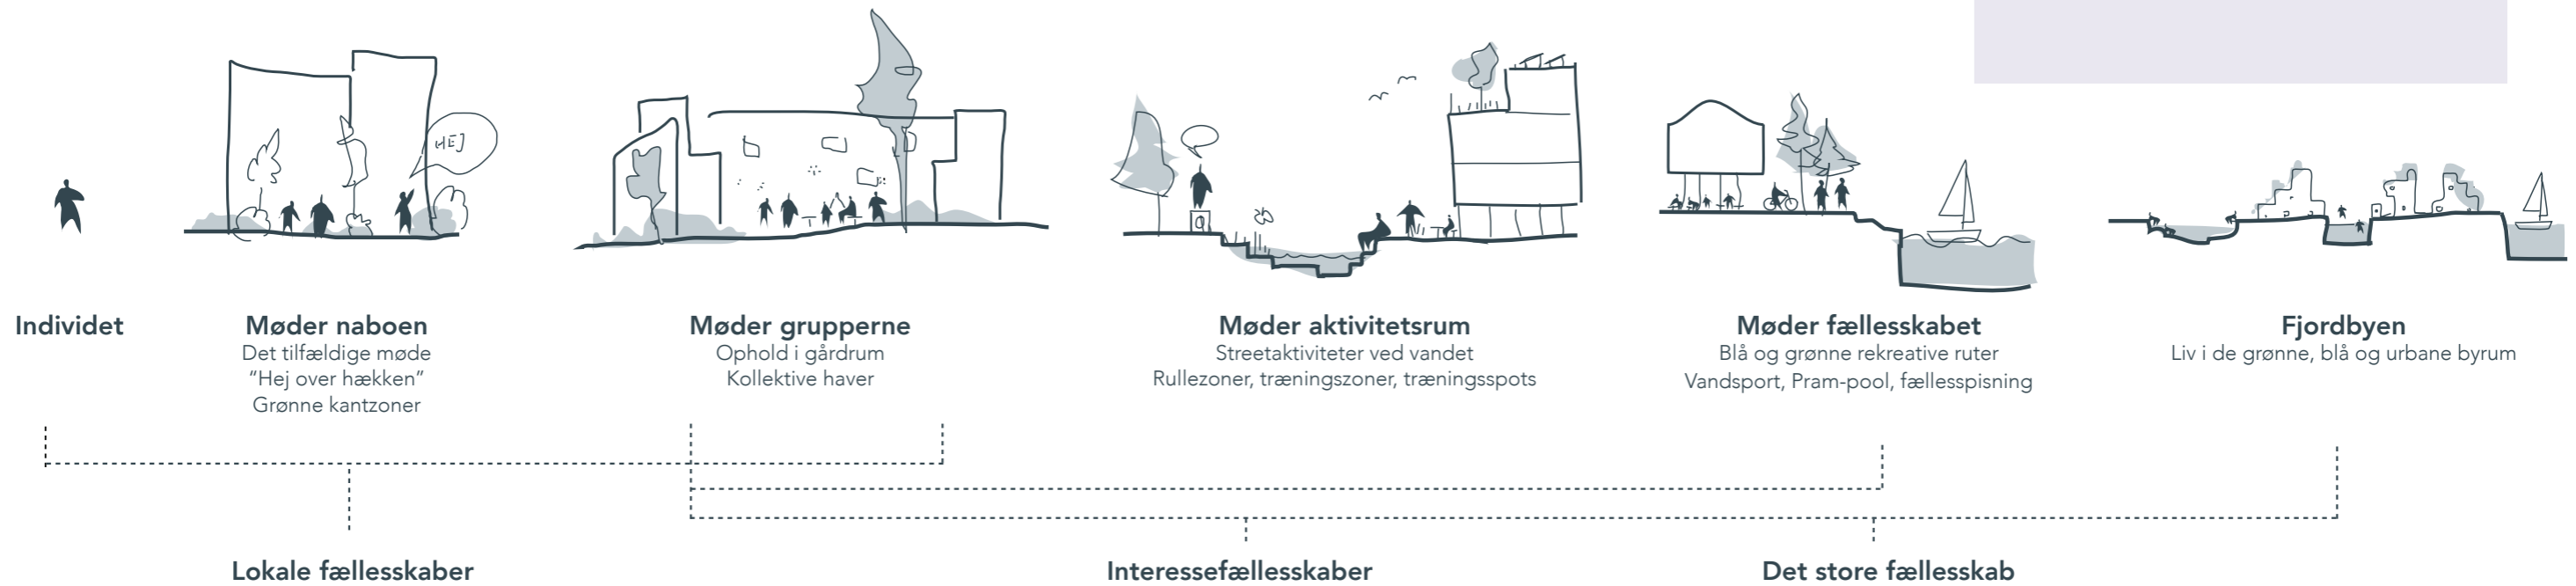 HEJ
Individet
Møder naboen
Det tilfældige møde
”Hej over hækken”
Grønne kantzoner
Møder grupperne
Ophold i gårdrum
Kollektive haver
Møder aktivitetsrum
Streetaktiviteter ved vandet
Rullezoner, træningszoner, træningsspots
Møder fællesskabet
Blå og grønne rekreative ruter
Vandsport, Pram-pool, fællesspisning
Fjordbyen
Liv i de grønne, blå og urbane byrum
Lokale fællesskaber
Interessefællesskaber
Det store fællesskab